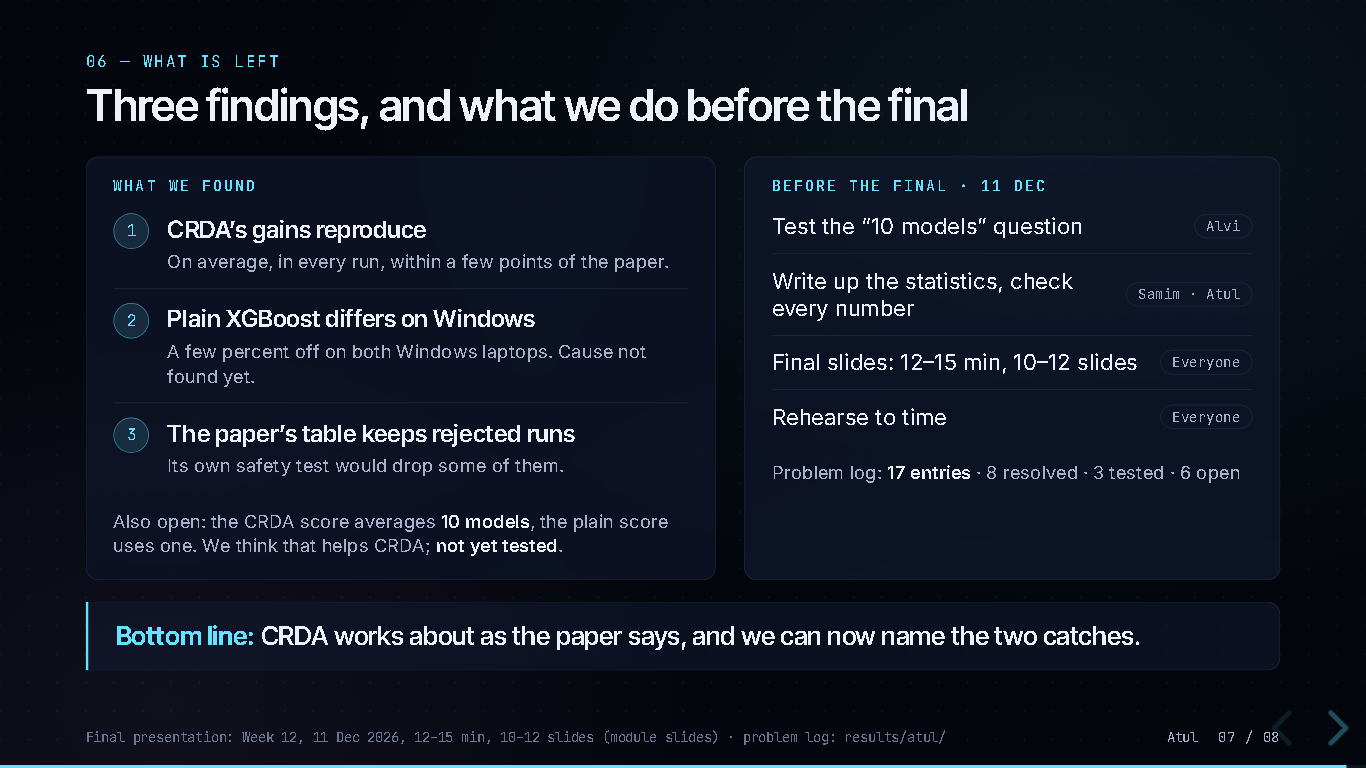 06 — WHAT IS LEFT
Three findings, and what we do before the final
WHAT WE FOUND
1 CRDA’s gains reproduce
On average, in every run, within a few points of the paper.
2 Plain XGBoost differs on Windows
A few percent off on both Windows laptops. Cause not
found yet.
3 The paper’s table keeps rejected runs
Its own safety test would drop some of them.
Also open: the CRDA score averages 10 models, the plain score
uses one. We think that helps CRDA; not yet tested.
BEFORE THE FINAL · 11 DEC
Test the “10 models” question Alvi
Write up the statistics, check
every number Samim · Atul
Final slides: 12–15 min, 10–12 slides Everyone
Rehearse to time Everyone
Problem log: 17 entries · 8 resolved · 3 tested · 6 open
Bottom line: CRDA works about as the paper says, and we can now name the two catches.
Final presentation: Week 12, 11 Dec 2026, 12–15 min, 10–12 slides (module slides) · problem log: results/atul/
Atul 07 / 08